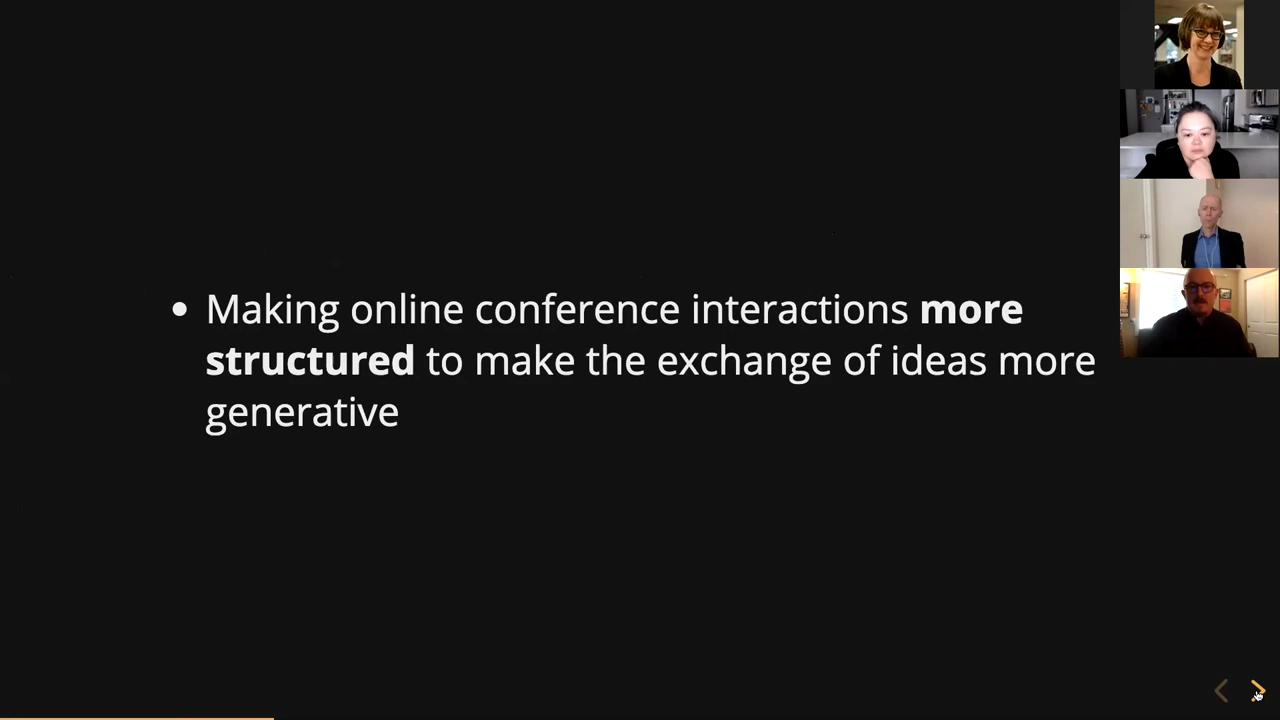 Making online conference interactions more
structured to make the exchange of ideas more
generative